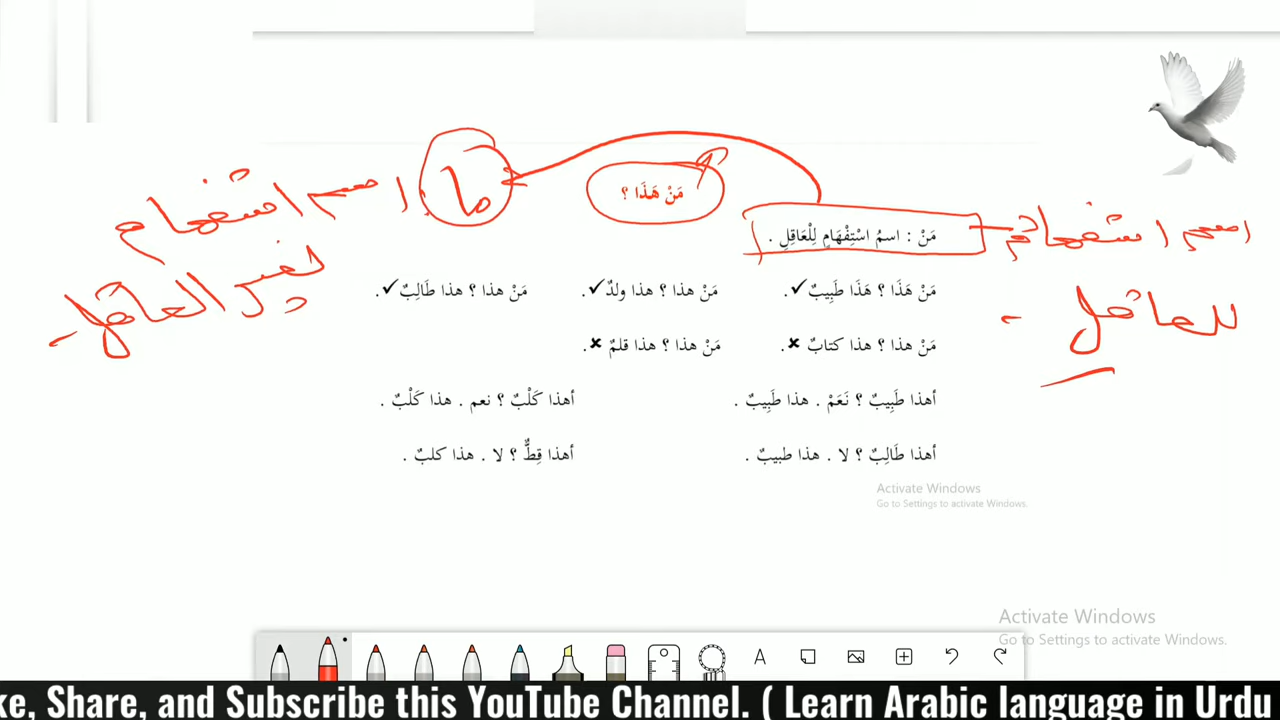 مَنْ هَذَا ؟
ما
اسم استفهام
لغير العاقل -
مَنْ : اسمُ اسْتِفْهَامٍ لِلْعَاقِلِ .
اسم استفهام
للعاقل -
مَنْ هَذَا ؟ هَذَا طَبِيبٌ ✓. مَنْ هذا ؟ هذا ولدٌ ✓. مَنْ هذا ؟ هذا طَالِبٌ ✓.
مَنْ هذا ؟ هذا كتابٌ ✖. مَنْ هذا ؟ هذا قلمٌ ✖.
أهذا طَبِيبٌ ؟ نَعَمْ . هذا طَبِيبٌ . أهذا كَلْبٌ ؟ نعم . هذا كَلْبٌ .
أهذا طَالِبٌ ؟ لا . هذا طبيبٌ . أهذا قِطٌّ ؟ لا . هذا كلبٌ .
Activate Windows
Go to Settings to activate Windows.
Activate Windows
Go to Settings to activate Windows.
ke, Share, and Subscribe this YouTube Channel. ( Learn Arabic language in Urdu